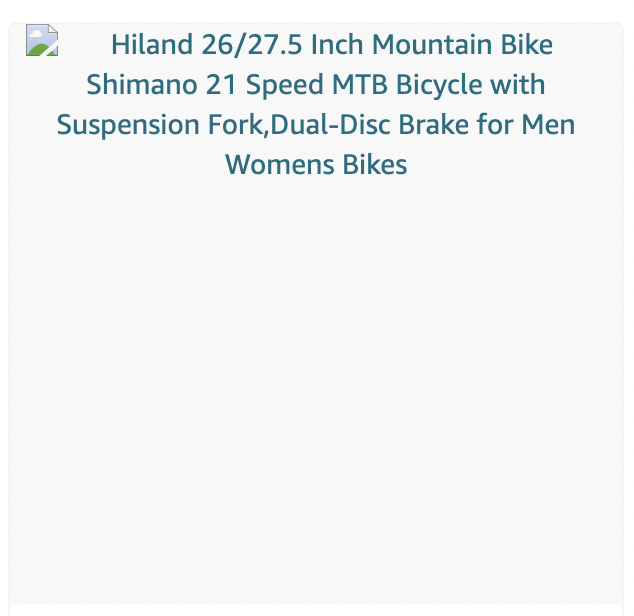 Hiland 26/27.5 Inch Mountain Bike
Shimano 21 Speed MTB Bicycle with
Suspension Fork,Dual-Disc Brake for Men
Womens Bikes